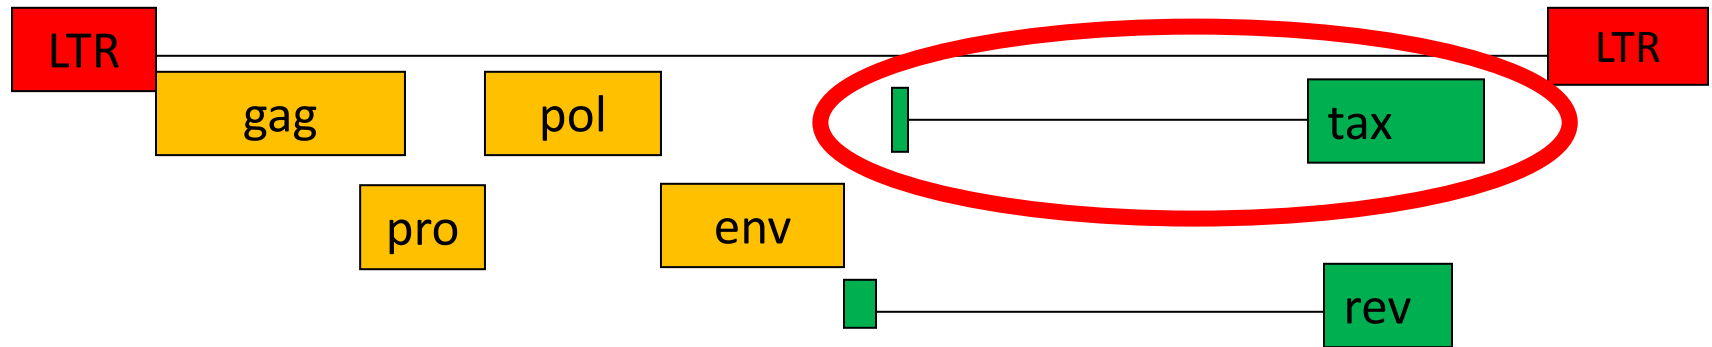 LTR
LTR
gag
pol
tax
pro
env
rev